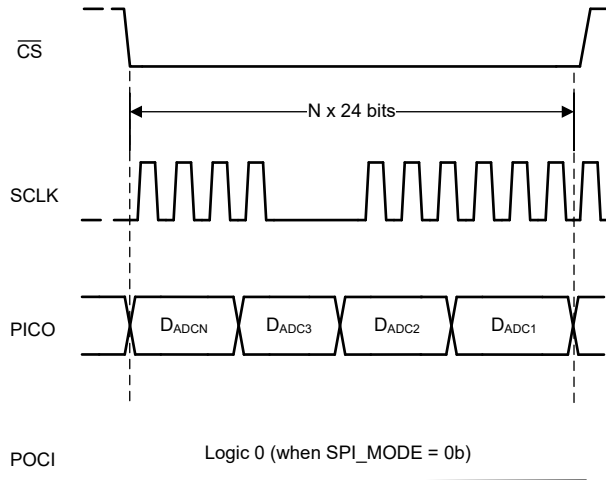 CS
N x 24 bits
SCLK
PICO
DADCN
DADC3
DADC2
DADC1
POCI
Logic 0 (when SPI_MODE = 0b)